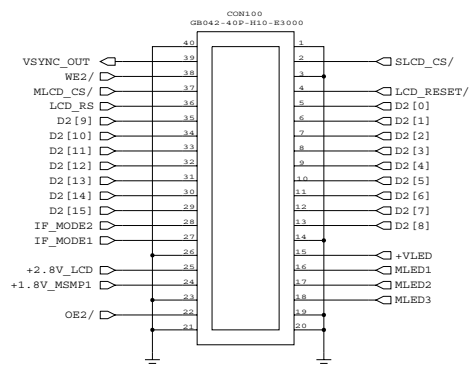 CON100
GB042-40P-H10-E3000
40 1
VSYNC_OUT 39 2 SLCD_CS/
WE2/ 38 3
MLCD_CS/ 37 4 LCD_RESET/
LCD_RS 36 5 D2[0]
D2[9] 35 6 D2[1]
D2[10] 34 7 D2[2]
D2[11] 33 8 D2[3]
D2[12] 32 9 D2[4]
D2[13] 31 10 D2[5]
D2[14] 30 11 D2[6]
D2[15] 29 12 D2[7]
IF_MODE2 28 13 D2[8]
IF_MODE1 27 14
26 15 +VLED
+2.8V_LCD 25 16 MLED1
+1.8V_MSMP1 24 17 MLED2
23 18 MLED3
OE2/ 22 19
21 20